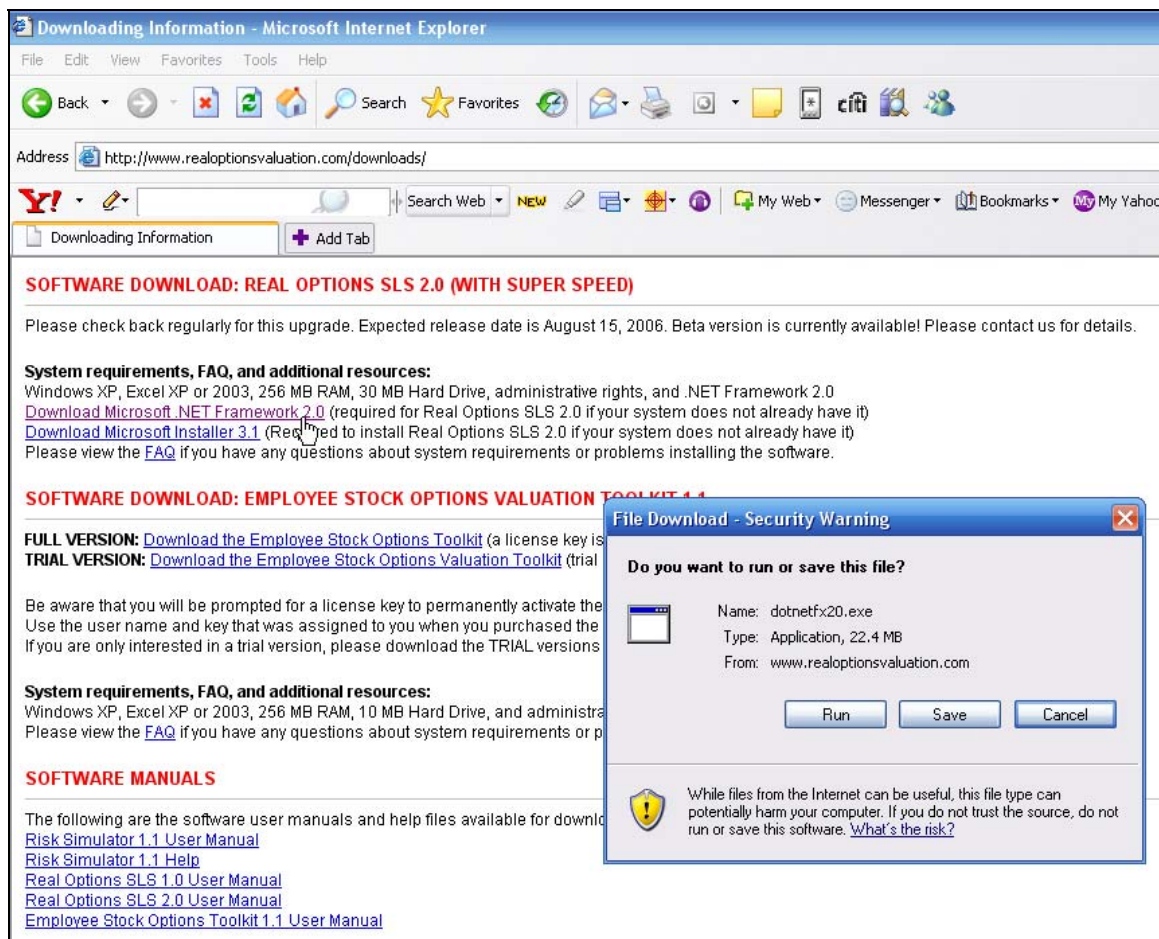 Downloading Information - Microsoft Internet Explorer
File Edit View Favorites Tools Help
Back Search Favorites citi
Address http://www.realoptionsvaluation.com/downloads/
Y! Search Web NEW My Web Messenger Bookmarks My My Yahoo
Downloading Information Add Tab
SOFTWARE DOWNLOAD: REAL OPTIONS SLS 2.0 (WITH SUPER SPEED)
Please check back regularly for this upgrade. Expected release date is August 15, 2006. Beta version is currently available! Please contact us for details.
System requirements, FAQ, and additional resources:
Windows XP, Excel XP or 2003, 256 MB RAM, 30 MB Hard Drive, administrative rights, and .NET Framework 2.0
Download Microsoft .NET Framework 2.0 (required for Real Options SLS 2.0 if your system does not already have it)
Download Microsoft Installer 3.1 (Required to install Real Options SLS 2.0 if your system does not already have it)
Please view the FAQ if you have any questions about system requirements or problems installing the software.
SOFTWARE DOWNLOAD: EMPLOYEE STOCK OPTIONS VALUATION TOOLKIT 1.1
FULL VERSION: Download the Employee Stock Options Toolkit (a license key is
TRIAL VERSION: Download the Employee Stock Options Valuation Toolkit (trial
Be aware that you will be prompted for a license key to permanently activate the
Use the user name and key that was assigned to you when you purchased the
If you are only interested in a trial version, please download the TRIAL versions
System requirements, FAQ, and additional resources:
Windows XP, Excel XP or 2003, 256 MB RAM, 10 MB Hard Drive, and administra
Please view the FAQ if you have any questions about system requirements or p
SOFTWARE MANUALS
The following are the software user manuals and help files available for downlo
Risk Simulator 1.1 User Manual
Risk Simulator 1.1 Help
Real Options SLS 1.0 User Manual
Real Options SLS 2.0 User Manual
Employee Stock Options Toolkit 1.1 User Manual
File Download - Security Warning
Do you want to run or save this file?
Name: dotnetfx20.exe
Type: Application, 22.4 MB
From: www.realoptionsvaluation.com
Run Save Cancel
While files from the Internet can be useful, this file type can
potentially harm your computer. If you do not trust the source, do not
run or save this software. What's the risk?